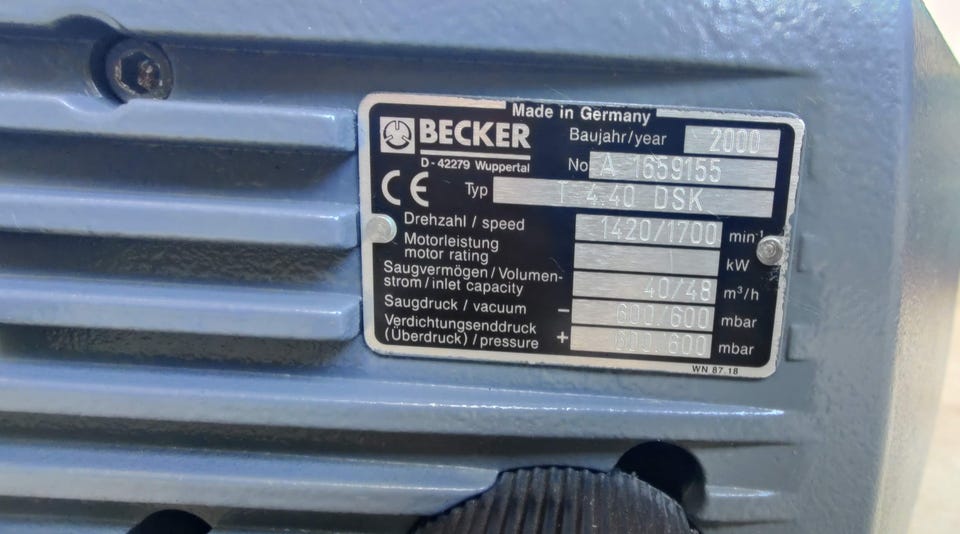 Made in Germany
BECKER
Baujahr/year 2000
D-42279 Wuppertal
No A 1659155
CE Typ T 4.40 DSK
Drehzahl / speed 1420/1700 min-1
Motorleistung
motor rating kW
Saugvermögen / Volumen-
strom / inlet capacity 40/48 m³/h
Saugdruck / vacuum – 600/600 mbar
Verdichtungsenddruck
(Überdruck) / pressure + 600/600 mbar
WN 87.18